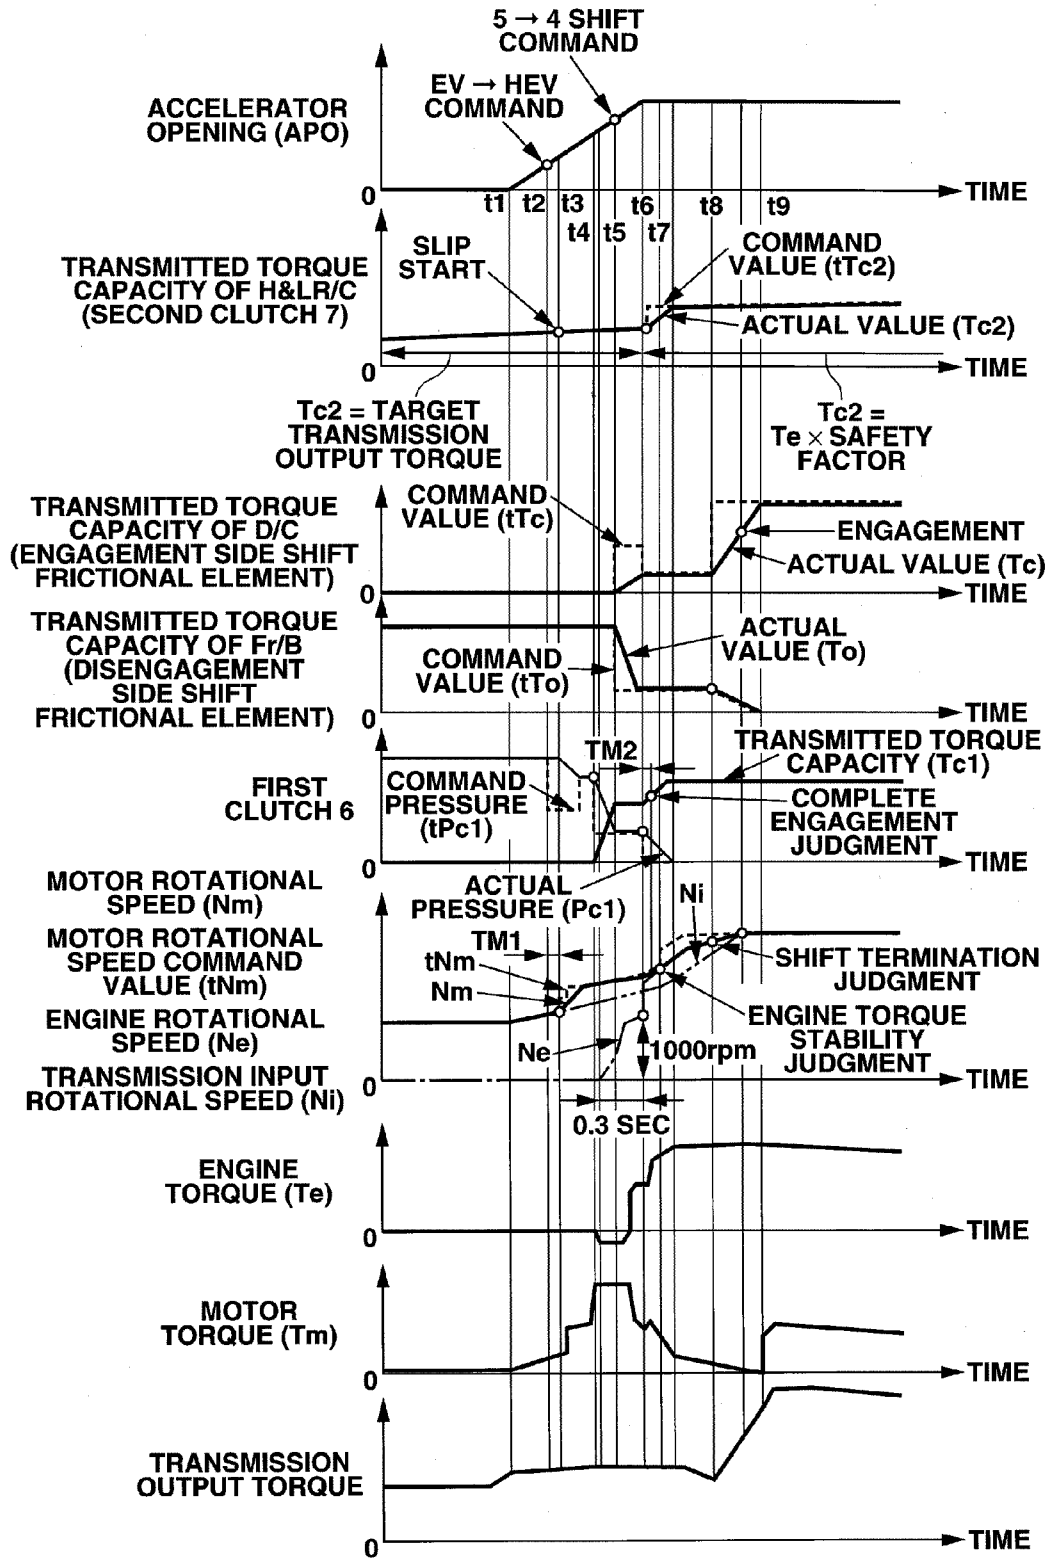 5 → 4 SHIFT
COMMAND
EV → HEV
COMMAND
ACCELERATOR
OPENING (APO)
0
TIME
t1 t2 t3 t6 t8 t9
t4 t5 t7
SLIP
START
COMMAND
VALUE (tTc2)
TRANSMITTED TORQUE
CAPACITY OF H&LR/C
(SECOND CLUTCH 7)
ACTUAL VALUE (Tc2)
0
TIME
Tc2 = TARGET
TRANSMISSION
OUTPUT TORQUE
Tc2 =
Te × SAFETY
FACTOR
TRANSMITTED TORQUE
CAPACITY OF D/C
(ENGAGEMENT SIDE SHIFT
FRICTIONAL ELEMENT)
COMMAND
VALUE (tTc)
ENGAGEMENT
ACTUAL VALUE (Tc)
0
TIME
TRANSMITTED TORQUE
CAPACITY OF Fr/B
(DISENGAGEMENT
SIDE SHIFT
FRICTIONAL ELEMENT)
COMMAND
VALUE (tTo)
ACTUAL
VALUE (To)
0
TIME
TM2
TRANSMITTED TORQUE
CAPACITY (Tc1)
FIRST
CLUTCH 6
COMMAND
PRESSURE
(tPc1)
COMPLETE
ENGAGEMENT
JUDGMENT
0
TIME
ACTUAL
PRESSURE (Pc1)
MOTOR ROTATIONAL
SPEED (Nm)
MOTOR ROTATIONAL
SPEED COMMAND
VALUE (tNm)
ENGINE ROTATIONAL
SPEED (Ne)
TRANSMISSION INPUT
ROTATIONAL SPEED (Ni)
TM1
tNm
Nm
Ni
Ne
1000rpm
SHIFT TERMINATION
JUDGMENT
ENGINE TORQUE
STABILITY
JUDGMENT
0
TIME
0.3 SEC
ENGINE
TORQUE (Te)
0
TIME
MOTOR
TORQUE (Tm)
0
TIME
TRANSMISSION
OUTPUT TORQUE
0
TIME